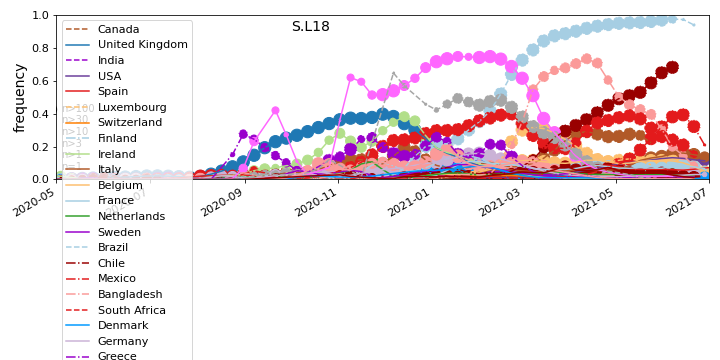 S.L18
frequency
1.0
0.8
0.6
0.4
0.2
0.0
2020-05
2020-09
2020-11
2021-01
2021-03
2021-05
2021-07
n>100
n>30
n>10
n>3
Canada
United Kingdom
India
USA
Spain
Luxembourg
Switzerland
Finland
Ireland
Italy
Belgium
France
Netherlands
Sweden
Brazil
Chile
Mexico
Bangladesh
South Africa
Denmark
Germany
Greece